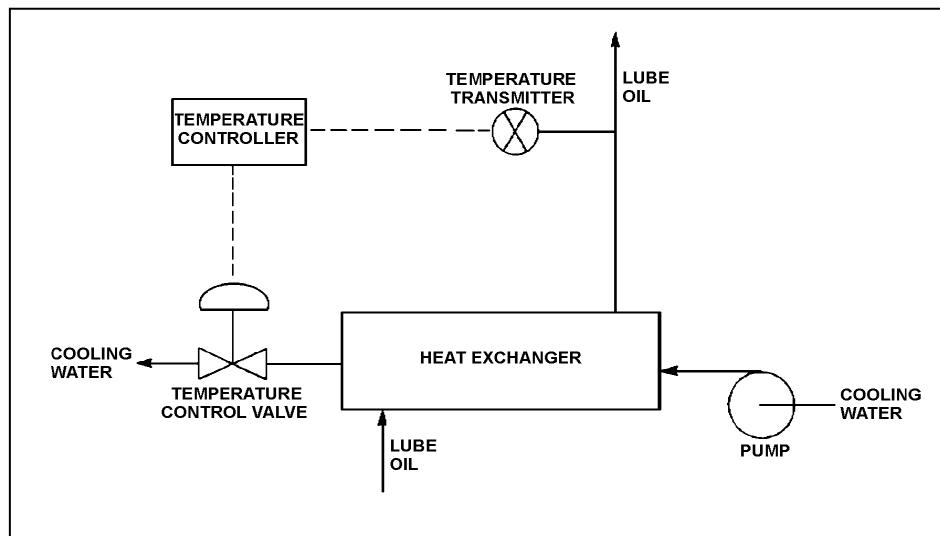 TEMPERATURE
TRANSMITTER
LUBE
OIL
TEMPERATURE
CONTROLLER
COOLING
WATER
TEMPERATURE
CONTROL VALVE
HEAT EXCHANGER
LUBE
OIL
COOLING
WATER
PUMP